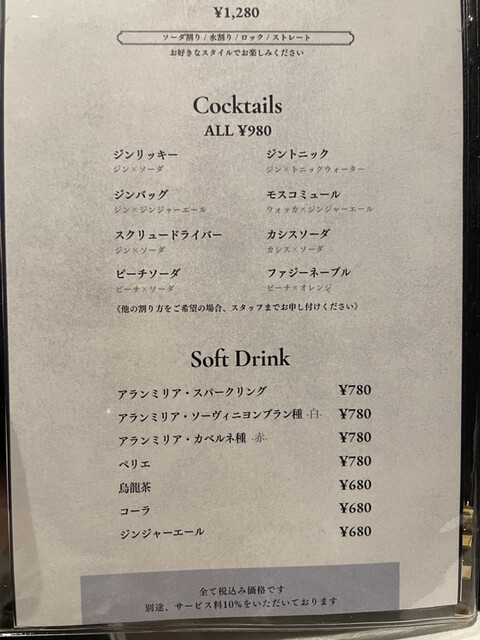 ¥1,280
ソーダ割り / 水割り / ロック / ストレート
お好きなスタイルでお楽しみください
Cocktails
ALL ¥980
ジンリッキー
ジン×ソーダ
ジントニック
ジン×トニックウォーター
ジンバッグ
ジン×ジンジャーエール
モスコミュール
ウォッカ×ジンジャーエール
スクリュードライバー
ジン×ソーダ
カシスソーダ
カシス×ソーダ
ピーチソーダ
ピーチ×ソーダ
ファジーネーブル
ピーチ×オレンジ
《他の割り方をご希望の場合、スタッフまでお申し付けください》
Soft Drink
アランミリア・スパークリング ¥780
アランミリア・ソーヴィニヨンブラン種 -白- ¥780
アランミリア・カベルネ種 -赤- ¥780
ペリエ ¥780
烏龍茶 ¥680
コーラ ¥680
ジンジャーエール ¥680
全て税込み価格です
別途、サービス料10%をいただいております